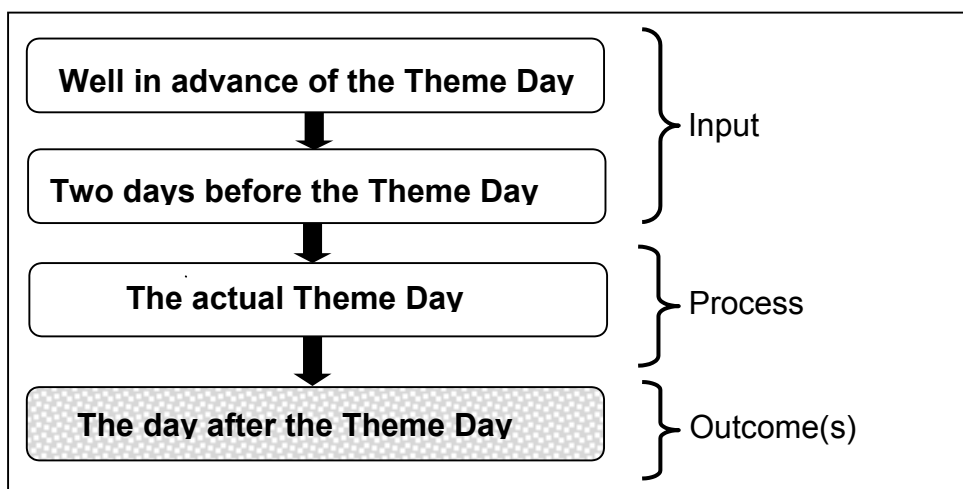 Well in advance of the Theme Day
Input
Two days before the Theme Day
The actual Theme Day
Process
The day after the Theme Day
Outcome(s)